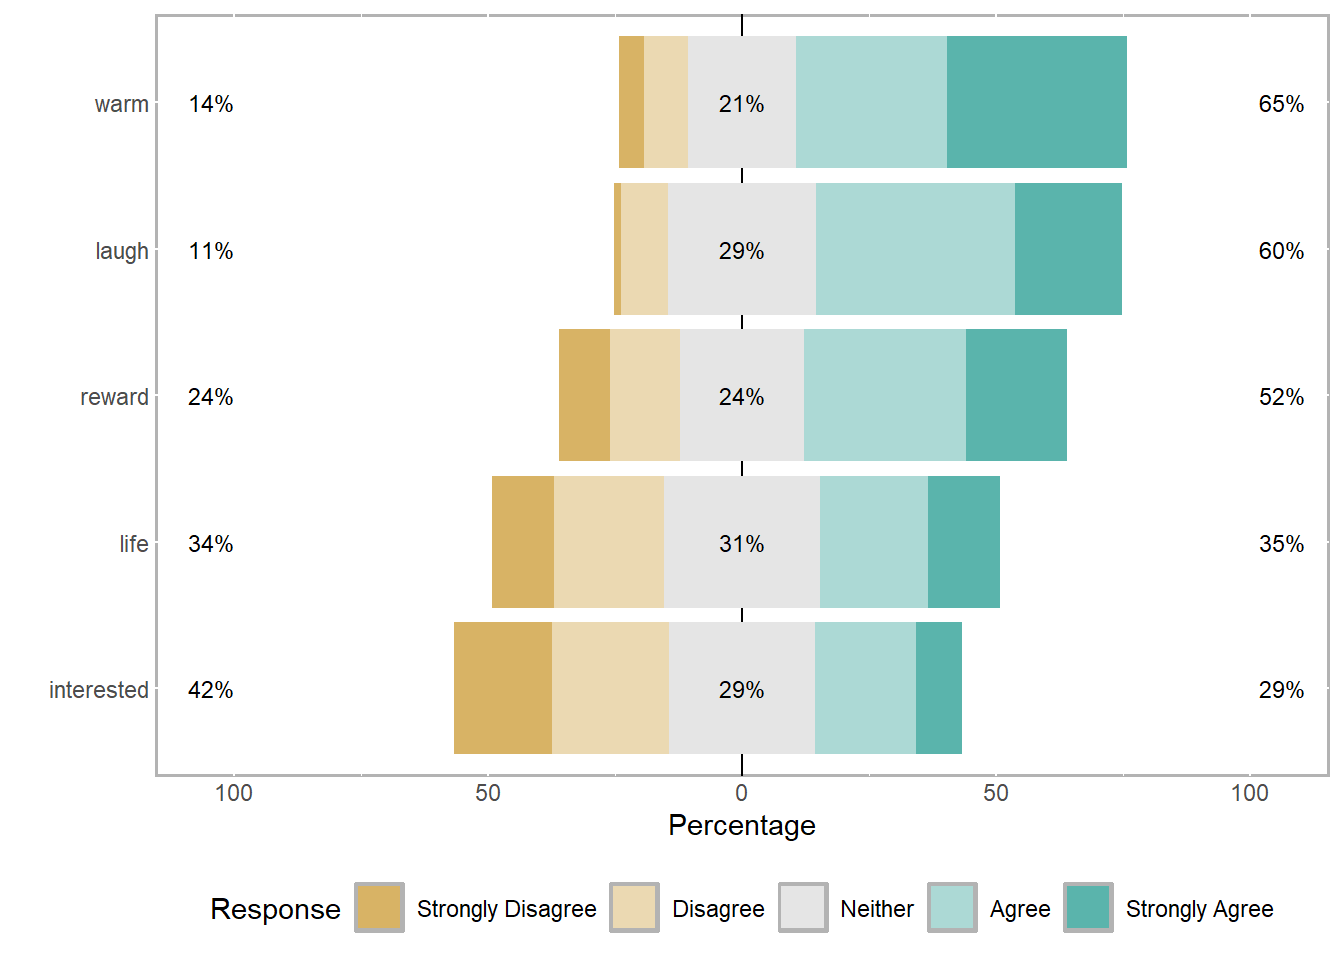 warm 14% 21% 65%
laugh 11% 29% 60%
reward 24% 24% 52%
life 34% 31% 35%
interested 42% 29% 29%
100 50 0 50 100
Percentage
Response Strongly Disagree Disagree Neither Agree Strongly Agree